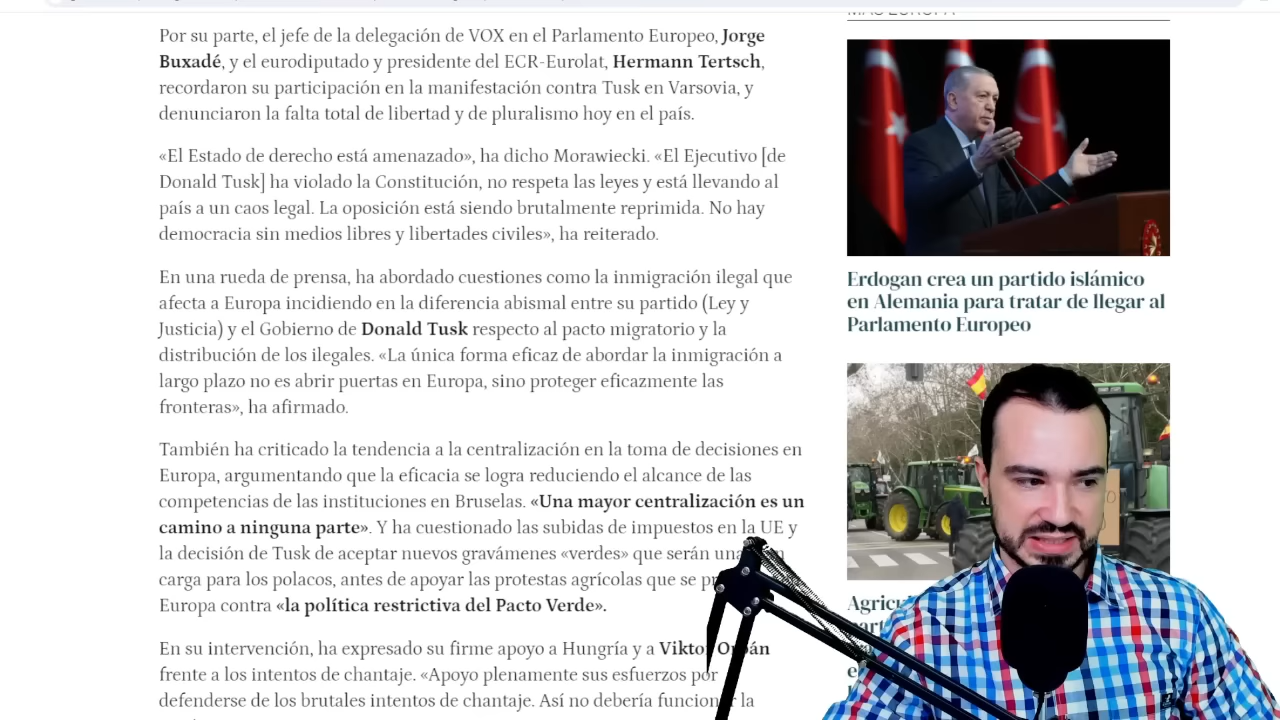 Por su parte, el jefe de la delegación de VOX en el Parlamento Europeo, Jorge
Buxadé, y el eurodiputado y presidente del ECR-Eurolat, Hermann Tertsch,
recordaron su participación en la manifestación contra Tusk en Varsovia, y
denunciaron la falta total de libertad y de pluralismo hoy en el país.
«El Estado de derecho está amenazado», ha dicho Morawiecki. «El Ejecutivo [de
Donald Tusk] ha violado la Constitución, no respeta las leyes y está llevando al
país a un caos legal. La oposición está siendo brutalmente reprimida. No hay
democracia sin medios libres y libertades civiles», ha reiterado.
En una rueda de prensa, ha abordado cuestiones como la inmigración ilegal que
afecta a Europa incidiendo en la diferencia abismal entre su partido (Ley y
Justicia) y el Gobierno de Donald Tusk respecto al pacto migratorio y la
distribución de los ilegales. «La única forma eficaz de abordar la inmigración a
largo plazo no es abrir puertas en Europa, sino proteger eficazmente las
fronteras», ha afirmado.
También ha criticado la tendencia a la centralización en la toma de decisiones en
Europa, argumentando que la eficacia se logra reduciendo el alcance de las
competencias de las instituciones en Bruselas. «Una mayor centralización es un
camino a ninguna parte». Y ha cuestionado las subidas de impuestos en la UE y
la decisión de Tusk de aceptar nuevos gravámenes «verdes» que serán una
carga para los polacos, antes de apoyar las protestas agrícolas que se
Europa contra «la política restrictiva del Pacto Verde».
En su intervención, ha expresado su firme apoyo a Hungría y a Viktor Orbán
frente a los intentos de chantaje. «Apoyo plenamente sus esfuerzos por
defenderse de los brutales intentos de chantaje. Así no debería funcionar la
Erdogan crea un partido islámico
en Alemania para tratar de llegar al
Parlamento Europeo